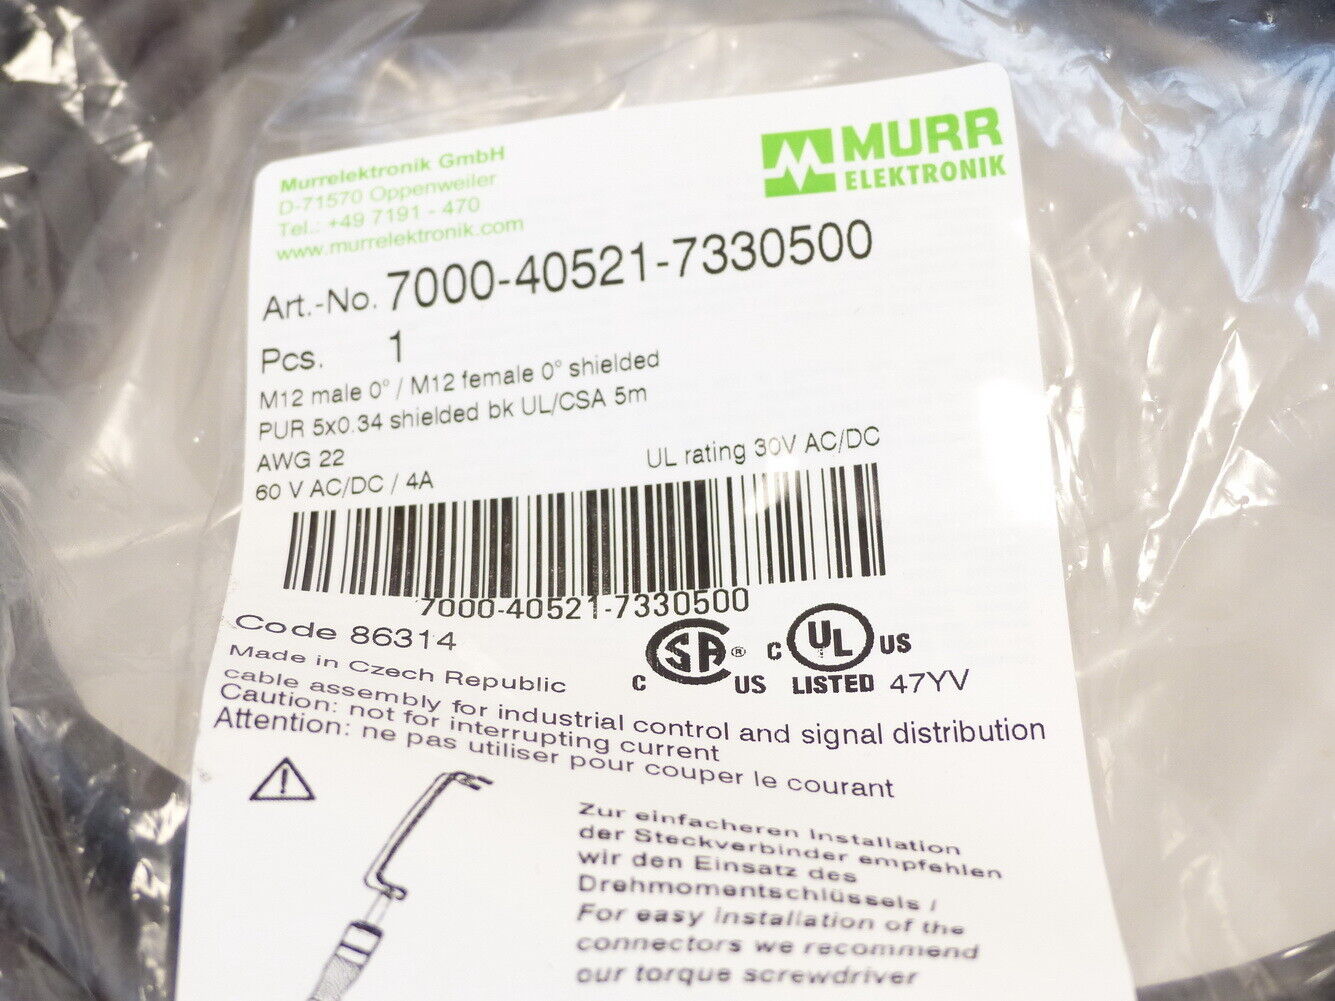 Murrelektronik GmbH
D-71570 Oppenweiler
Tel.: +49 7191 - 470
www.murrelektronik.com
MURR
ELEKTRONIK
Art.-No. 7000-40521-7330500
Pcs. 1
M12 male 0° / M12 female 0° shielded
PUR 5x0.34 shielded bk UL/CSA 5m
AWG 22
60 V AC/DC / 4A
UL rating 30V AC/DC
7000-40521-7330500
Code 86314
Made in Czech Republic
C SA ® US
C UL US
LISTED 47YV
cable assembly for industrial control and signal distribution
Caution: not for interrupting current
Attention: ne pas utiliser pour couper le courant
Zur einfacheren Installation
der Steckverbinder empfehlen
wir den Einsatz des
Drehmomentschlüssels /
For easy installation of the
connectors we recommend
our torque screwdriver